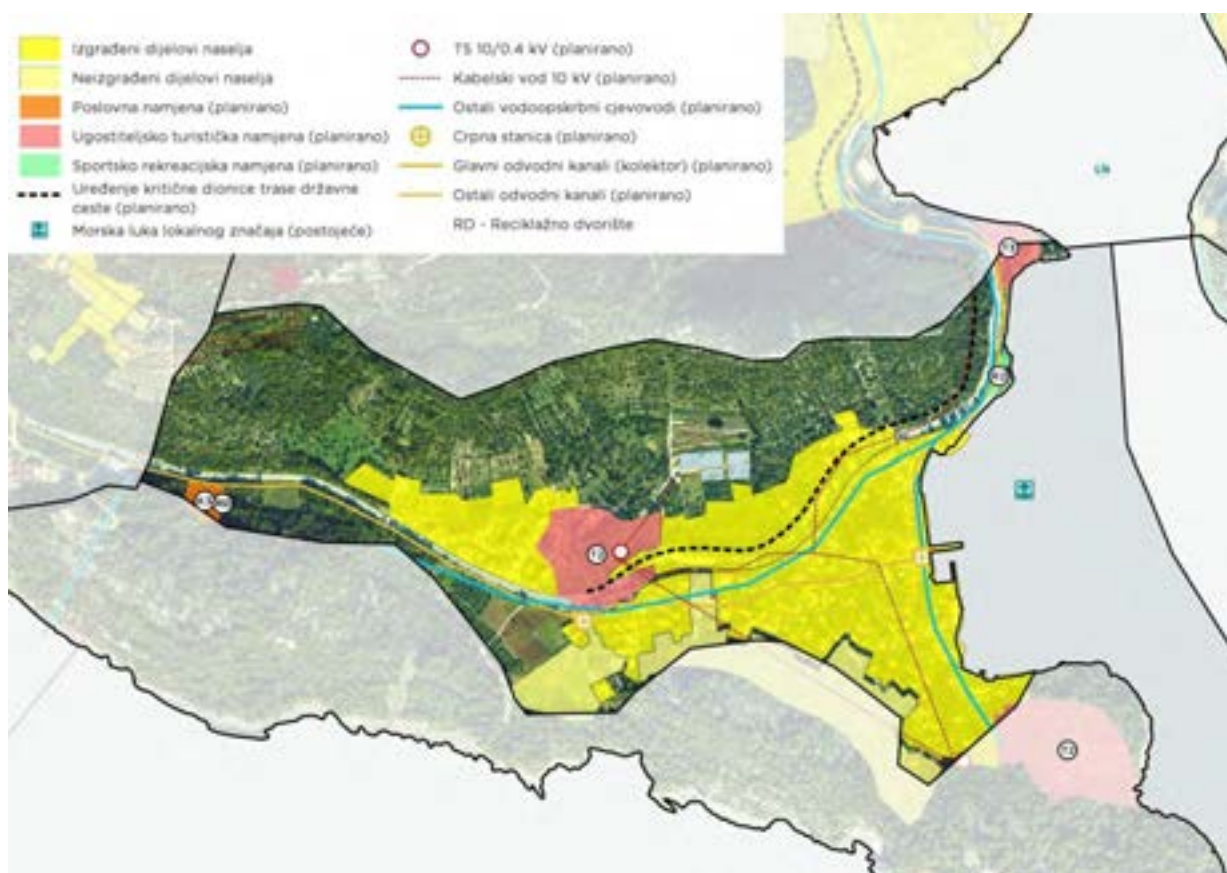 Izgrađeni dijelovi naselja
Neizgrađeni dijelovi naselja
Poslovna namjena (planirano)
Ugostiteljsko turistička namjena (planirano)
Sportsko rekreacijska namjena (planirano)
Uređenje kritične dionice trase državne
ceste (planirano)
Morska luka lokalnog značaja (postojeće)
TS 10/0.4 kV (planirano)
Kabelski vod 10 kV (planirano)
Ostali vodoopskrbni cjevovodi (planirano)
Crpna stanica (planirano)
Glavni odvodni kanali (kolektor) (planirano)
Ostali odvodni kanali (planirano)
RD - Reciklažno dvorište